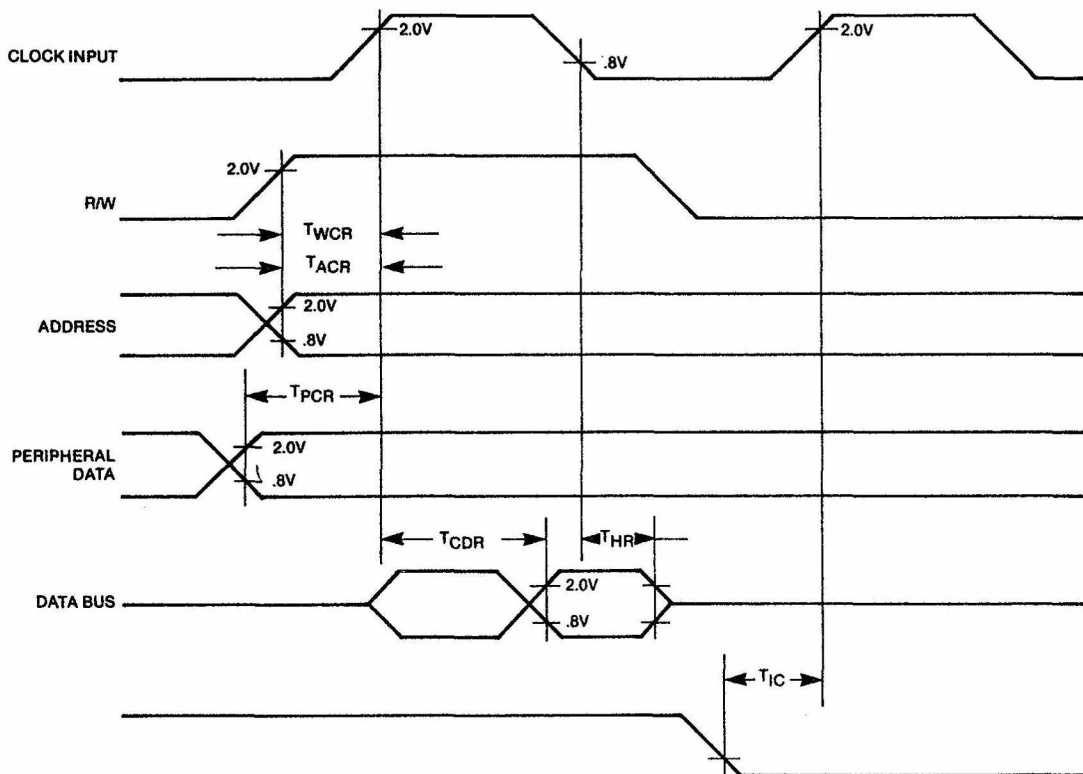 CLOCK INPUT
2.0V
.8V
2.0V
2.0V
R/W
TWCR
TACR
2.0V
ADDRESS
.8V
TPCR
2.0V
PERIPHERAL
DATA
.8V
TCDR
THR
2.0V
DATA BUS
.8V
TIC